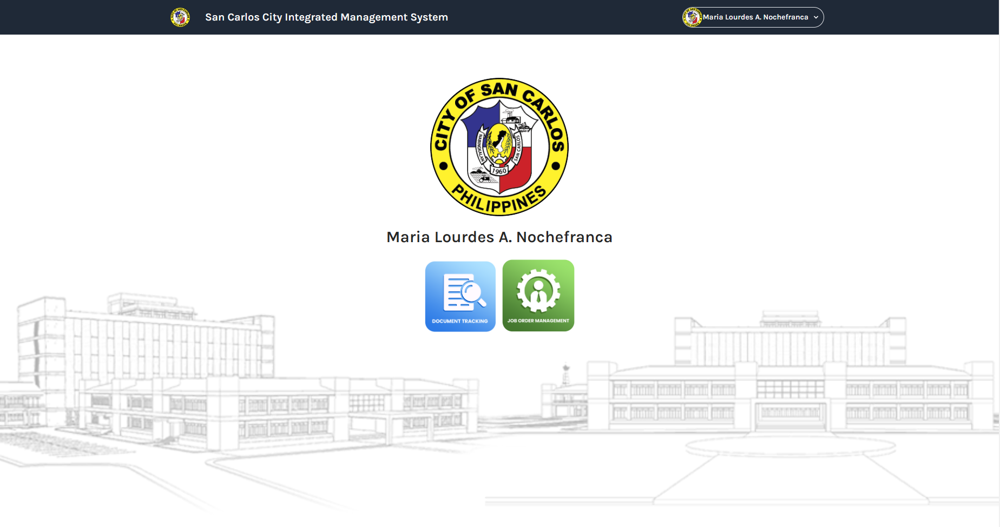 San Carlos City Integrated Management System
Maria Lourdes A. Nochefranca
CITY OF SAN CARLOS
NABINGKALAN
SAN CARLOS
1960
PHILIPPINES
Maria Lourdes A. Nochefranca
DOCUMENT TRACKING
JOB ORDER MANAGEMENT